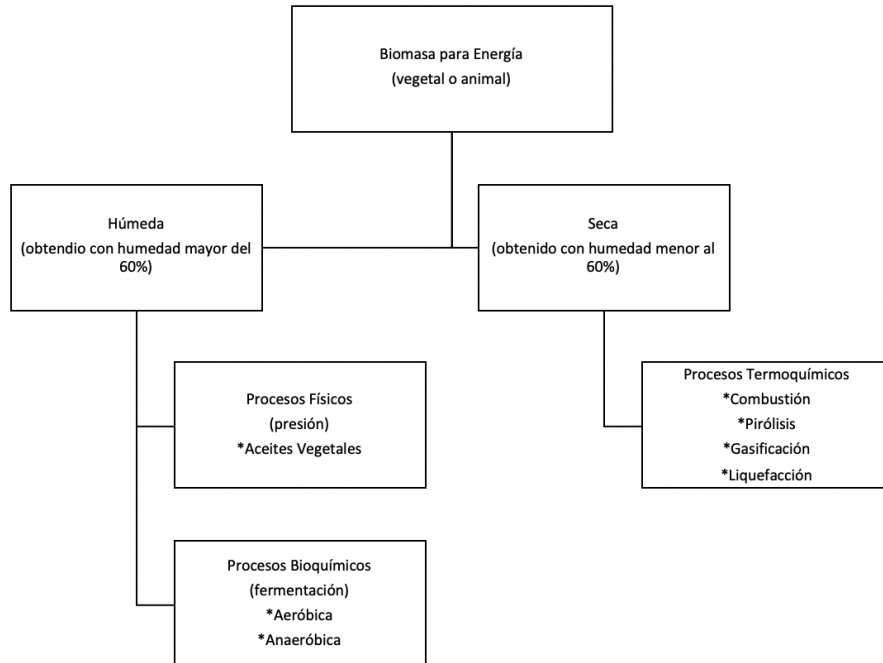 Biomasa para Energía
(vegetal o animal)
Húmeda
(obtendio con humedad mayor del
60%)
Seca
(obtenido con humedad menor al
60%)
Procesos Físicos
(presión)
*Aceites Vegetales
Procesos Termoquímicos
*Combustión
*Pirólisis
*Gasificación
*Liquefacción
Procesos Bioquímicos
(fermentación)
*Aeróbica
*Anaeróbica